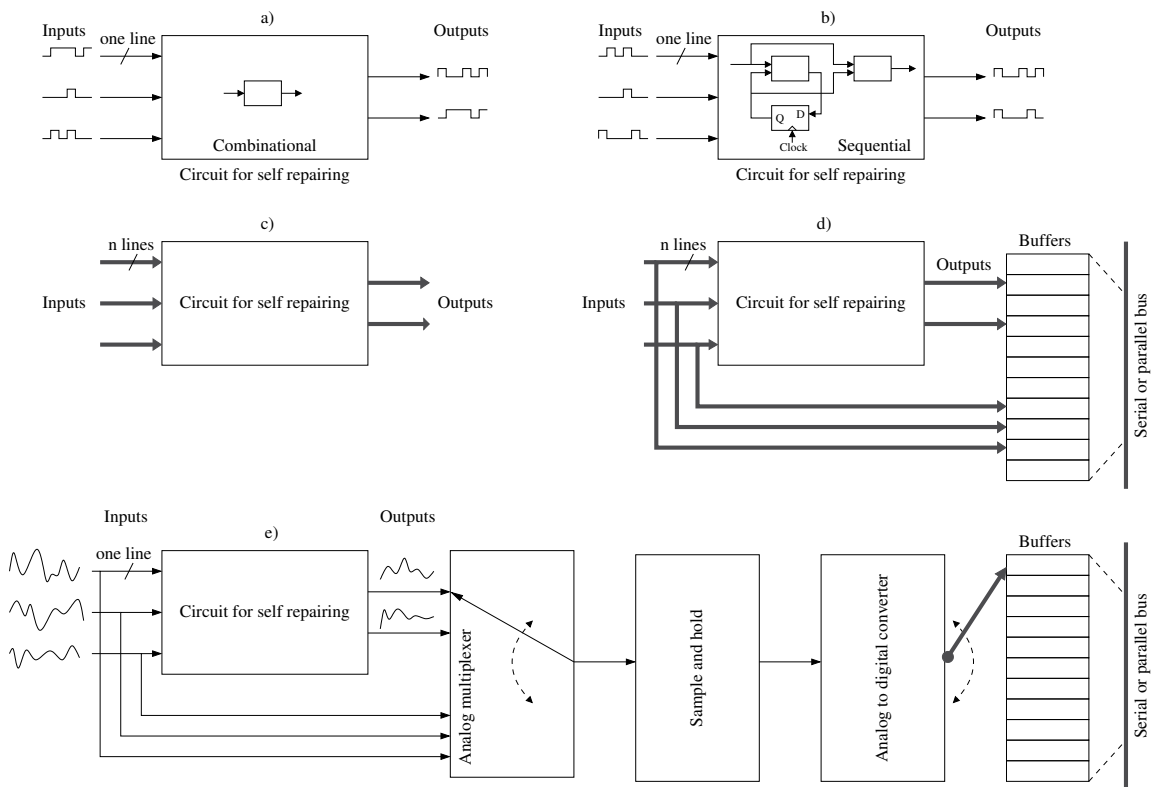 a)
Inputs
one line
Outputs
Combinational
Circuit for self repairing
b)
Inputs
one line
Outputs
Q
D
Clock
Sequential
Circuit for self repairing
c)
n lines
Inputs
Circuit for self repairing
Outputs
d)
n lines
Inputs
Circuit for self repairing
Outputs
Buffers
Serial or parallel bus
e)
Inputs
one line
Circuit for self repairing
Outputs
Analog multiplexer
Sample and hold
Analog to digital converter
Buffers
Serial or parallel bus